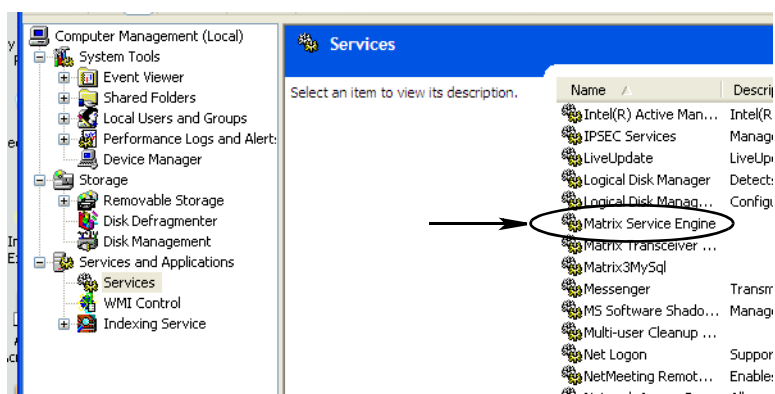 Computer Management (Local)
System Tools
Event Viewer
Shared Folders
Local Users and Groups
Performance Logs and Alert:
Device Manager
Storage
Removable Storage
Disk Defragmenter
Disk Management
Services and Applications
Services
WMI Control
Indexing Service
Services
Select an item to view its description.
Name Descri
Intel(R) Active Man... Intel(R
IPSEC Services Manag
LiveUpdate LiveUp
Logical Disk Manager Detect
Logical Disk Manag... Configu
Matrix Service Engine
Matrix Transceiver ...
Matrix3MySql
Messenger Transm
MS Software Shado... Manag
Multi-user Cleanup ...
Net Logon Suppor
NetMeeting Remot... Enable